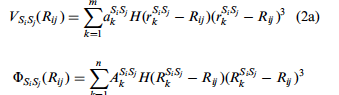 V_{S_iS_j}(R_{ij}) = \sum_{k=1}^{m} a_k^{S_iS_j} H(r_k^{S_iS_j} − R_{ij})(r_k^{S_iS_j} − R_{ij})^3 (2a)
Φ_{S_iS_j}(R_{ij}) = \sum_{k=1}^{n} A_k^{S_iS_j} H(R_k^{S_iS_j} − R_{ij})(R_k^{S_iS_j} − R_{ij})^3